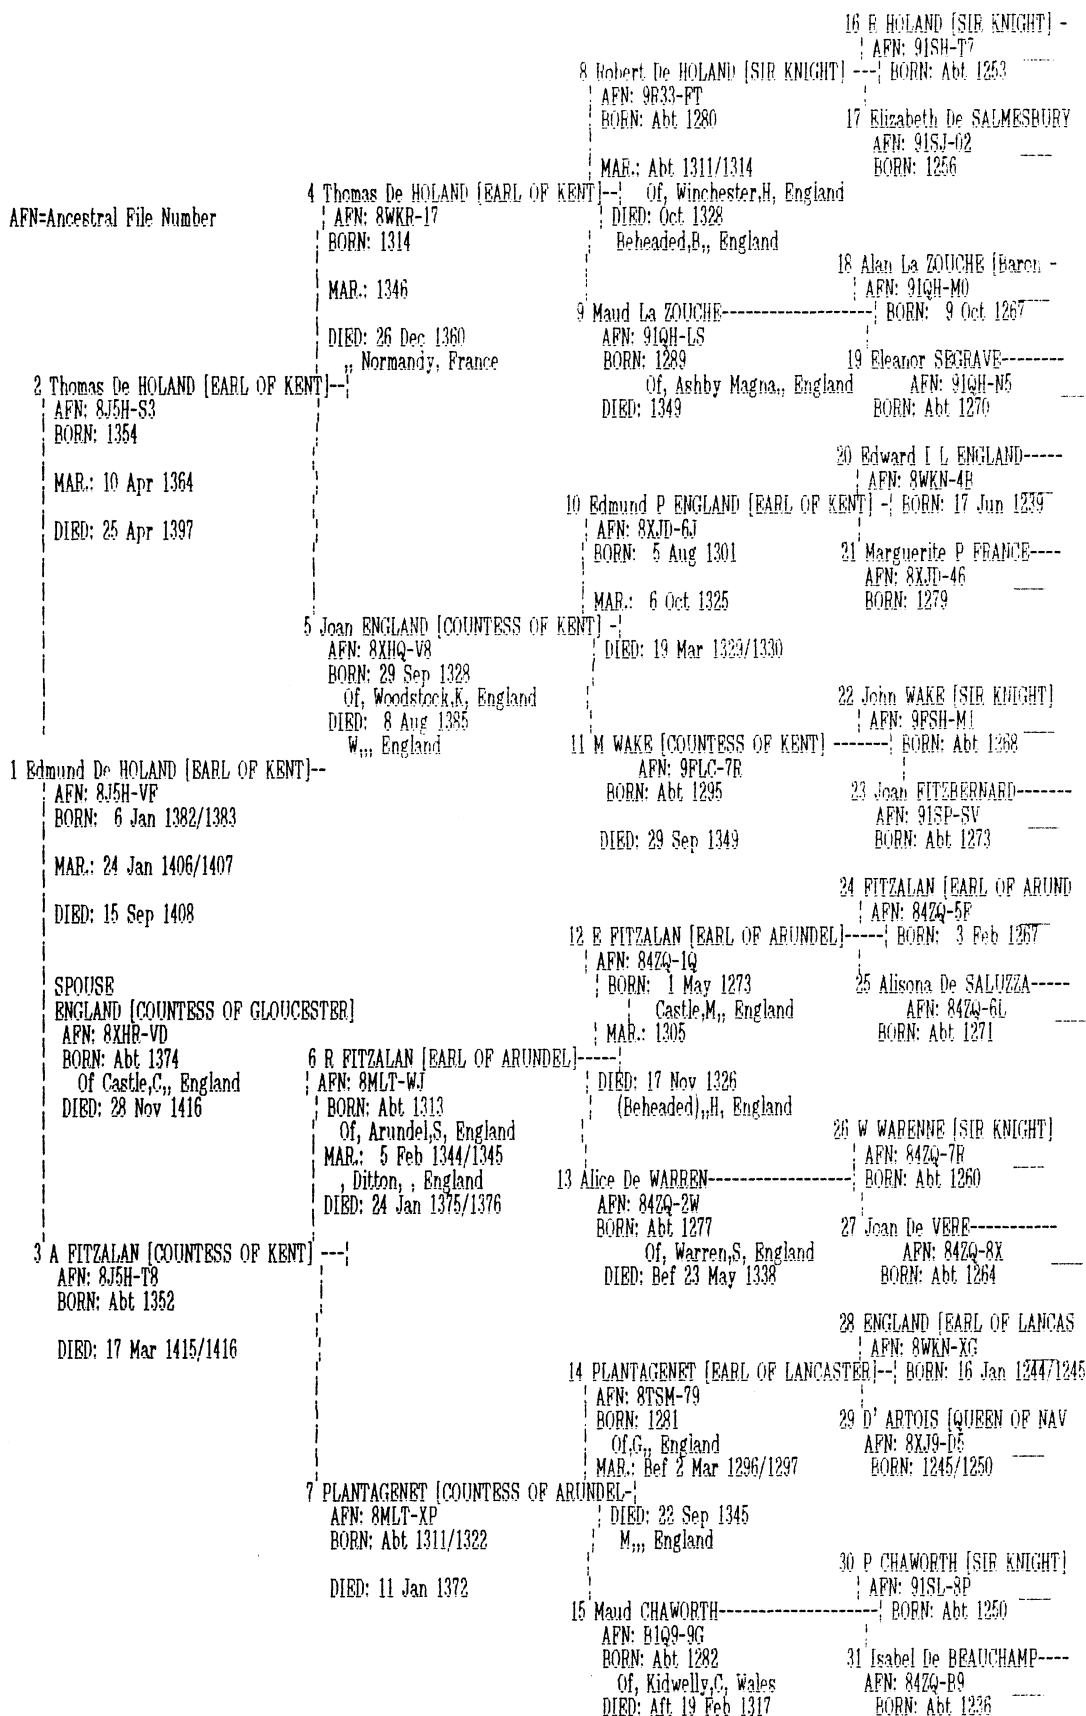 16 R HOLAND [SIR KNIGHT] -
AFN: 91SH-T7
8 Robert De HOLAND [SIR KNIGHT] ---¦ BORN: Abt 1253
AFN: 9B33-FT
BORN: Abt 1280
17 Elizabeth De SALMESBURY
AFN: 91SJ-02
MAR.: Abt 1311/1314
BORN: 1256
4 Thomas De HOLAND [EARL OF KENT]--¦ Of, Winchester,H, England
AFN=Ancestral File Number
AFN: 8WKR-17
DIED: Oct 1328
BORN: 1314
Beheaded,B,, England
18 Alan La ZOUCHE [Baron -
MAR.: 1346
AFN: 91QH-M0
9 Maud La ZOUCHE--------------------¦ BORN: 9 Oct 1267
DIED: 26 Dec 1360
AFN: 91QH-LS
,, Normandy, France
BORN: 1289
19 Eleanor SEGRAVE--------
2 Thomas De HOLAND [EARL OF KENT]--¦
Of, Ashby Magna,, England
AFN: 91QH-N5
AFN: 8J5H-S3
DIED: 1349
BORN: Abt 1270
BORN: 1354
20 Edward I L ENGLAND-----
MAR.: 10 Apr 1364
AFN: 8WKN-4B
10 Edmund P ENGLAND [EARL OF KENT] -¦ BORN: 17 Jun 1239
DIED: 25 Apr 1397
AFN: 8XJD-6J
BORN: 5 Aug 1301
21 Marguerite P FRANCE----
AFN: 8XJD-46
MAR.: 6 Oct 1325
BORN: 1279
5 Joan ENGLAND [COUNTESS OF KENT] -¦
AFN: 8XHQ-V8
DIED: 19 Mar 1329/1330
BORN: 29 Sep 1328
Of, Woodstock,K, England
22 John WAKE [SIR KNIGHT]
DIED: 8 Aug 1385
AFN: 9FSH-M1
W,,, England
11 M WAKE [COUNTESS OF KENT] -------¦ BORN: Abt 1268
1 Edmund De HOLAND [EARL OF KENT]--
AFN: 9FLC-7R
AFN: 8J5H-VF
BORN: Abt 1295
23 Joan FITZBERNARD-------
BORN: 6 Jan 1382/1383
AFN: 91SP-SV
DIED: 29 Sep 1349
BORN: Abt 1273
MAR.: 24 Jan 1406/1407
24 FITZALAN [EARL OF ARUND
DIED: 15 Sep 1408
AFN: 84ZQ-5F
12 E FITZALAN [EARL OF ARUNDEL]-----¦ BORN: 3 Feb 1267
AFN: 84ZQ-1Q
SPOUSE
BORN: 1 May 1273
25 Alisona De SALUZZA-----
ENGLAND [COUNTESS OF GLOUCESTER]
Castle,M,, England
AFN: 84ZQ-6L
AFN: 8XHR-VD
MAR.: 1305
BORN: Abt 1271
BORN: Abt 1374
6 R FITZALAN [EARL OF ARUNDEL]-----¦
Of Castle,C,, England
AFN: 8MLT-WJ
DIED: 17 Nov 1326
DIED: 28 Nov 1416
BORN: Abt 1313
(Beheaded),,H, England
Of, Arundel,S, England
26 W WARENNE [SIR KNIGHT]
MAR.: 5 Feb 1344/1345
AFN: 84ZQ-7R
, Ditton, , England
13 Alice De WARREN-------------------¦ BORN: Abt 1260
DIED: 24 Jan 1375/1376
AFN: 84ZQ-2W
BORN: Abt 1277
27 Joan De VERE------------
3 A FITZALAN [COUNTESS OF KENT] ---¦
Of, Warren,S, England
AFN: 84ZQ-8X
AFN: 8J5H-T8
DIED: Bef 23 May 1338
BORN: Abt 1264
BORN: Abt 1352
28 ENGLAND [EARL OF LANCAS
DIED: 17 Mar 1415/1416
AFN: 8WKN-XG
14 PLANTAGENET [EARL OF LANCASTER]--¦ BORN: 16 Jan 1244/1245
AFN: 8TSM-79
BORN: 1281
29 D' ARTOIS [QUEEN OF NAV
Of,G,, England
AFN: 8XJ9-D5
MAR.: Bef 2 Mar 1296/1297
BORN: 1245/1250
7 PLANTAGENET [COUNTESS OF ARUNDEL-¦
AFN: 8MLT-XP
DIED: 22 Sep 1345
BORN: Abt 1311/1322
M,,, England
30 P CHAWORTH [SIR KNIGHT]
DIED: 11 Jan 1372
AFN: 91SL-8P
15 Maud CHAWORTH--------------------¦ BORN: Abt 1250
AFN: B1Q9-9G
BORN: Abt 1282
31 Isabel De BEAUCHAMP----
Of, Kidwelly,C, Wales
AFN: 84ZQ-B9
DIED: Aft 19 Feb 1317
BORN: Abt 1236